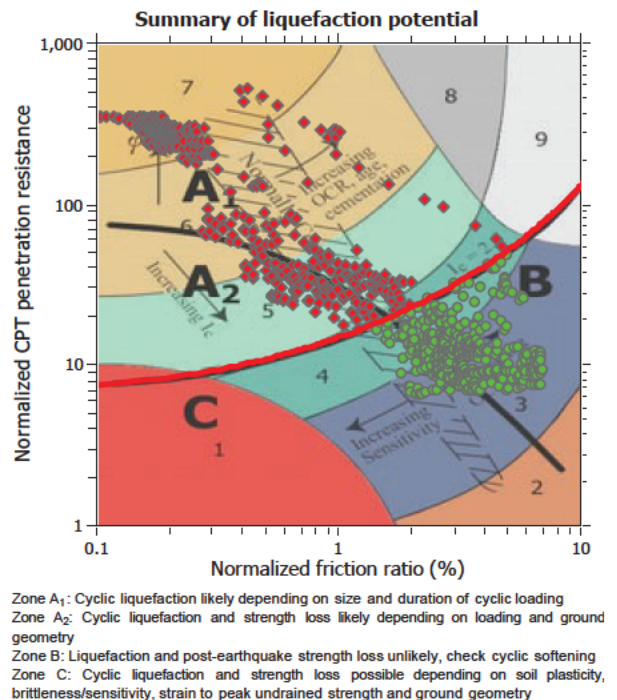 Summary of liquefaction potential
1,000
7
8
9
φ'
Normally
Increasing
OCR, age,
cementation
A1
100
6
Ic = 2.
A2
B
Increasing Ic
5
10
4
3
C
Increasing
Sensitivity
1
2
1
0.1
1
10
Normalized CPT penetration resistance
Normalized friction ratio (%)
Zone A1: Cyclic liquefaction likely depending on size and duration of cyclic loading
Zone A2: Cyclic liquefaction and strength loss likely depending on loading and ground
geometry
Zone B: Liquefaction and post-earthquake strength loss unlikely, check cyclic softening
Zone C: Cyclic liquefaction and strength loss possible depending on soil plasticity,
brittleness/sensitivity, strain to peak undrained strength and ground geometry